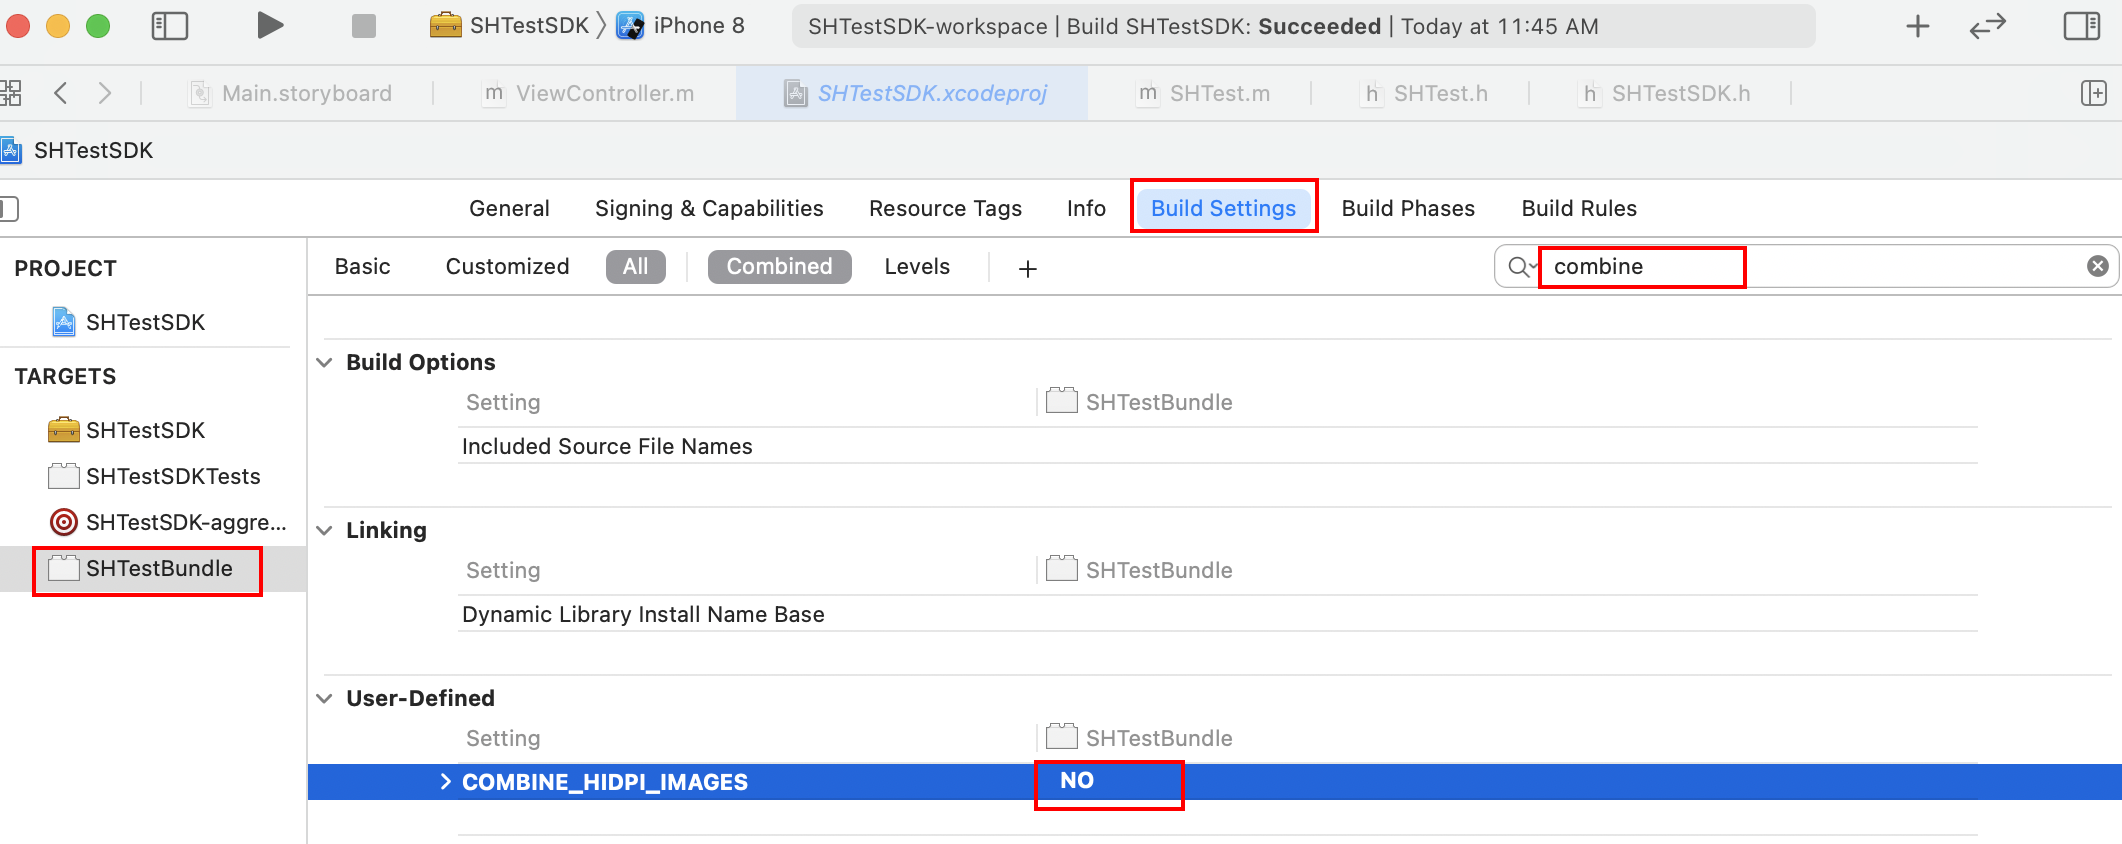 SHTestSDK 〉 iPhone 8 SHTestSDK-workspace | Build SHTestSDK: Succeeded | Today at 11:45 AM
Main.storyboard m ViewController.m SHTestSDK.xcodeproj m SHTest.m h SHTest.h h SHTestSDK.h
SHTestSDK
General Signing & Capabilities Resource Tags Info Build Settings Build Phases Build Rules
PROJECT
SHTestSDK
TARGETS
SHTestSDK
SHTestSDKTests
SHTestSDK-aggre...
SHTestBundle
Basic Customized All Combined Levels + combine
Build Options
Setting SHTestBundle
Included Source File Names
Linking
Setting SHTestBundle
Dynamic Library Install Name Base
User-Defined
Setting SHTestBundle
COMBINE_HIDPI_IMAGES NO